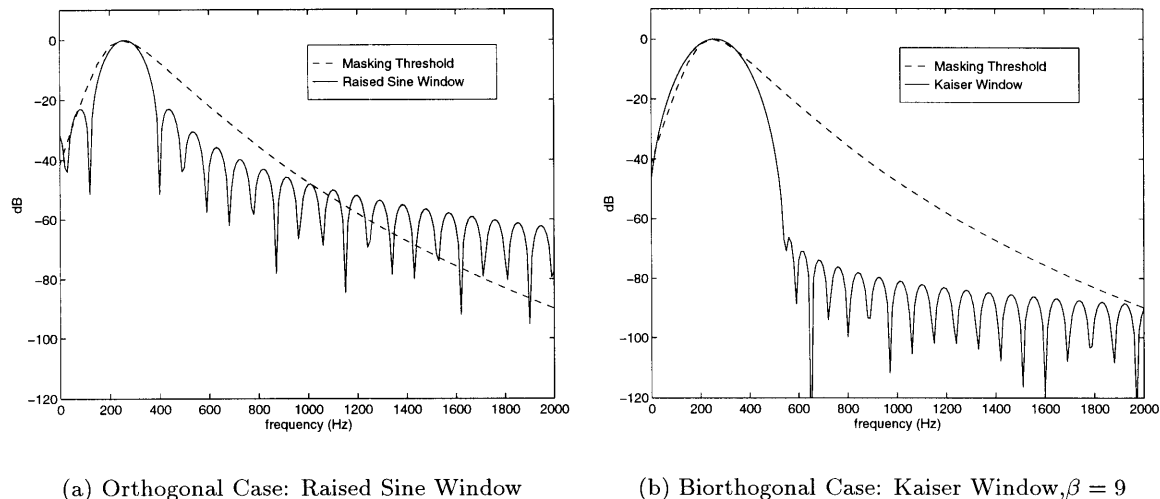 0
−20
−40
−60
−80
−100
−120
dB
Masking Threshold
Raised Sine Window
0 200 400 600 800 1000 1200 1400 1600 1800 2000
frequency (Hz)
(a) Orthogonal Case: Raised Sine Window
0
−20
−40
−60
−80
−100
−120
dB
Masking Threshold
Kaiser Window
0 200 400 600 800 1000 1200 1400 1600 1800 2000
frequency (Hz)
(b) Biorthogonal Case: Kaiser Window,β = 9